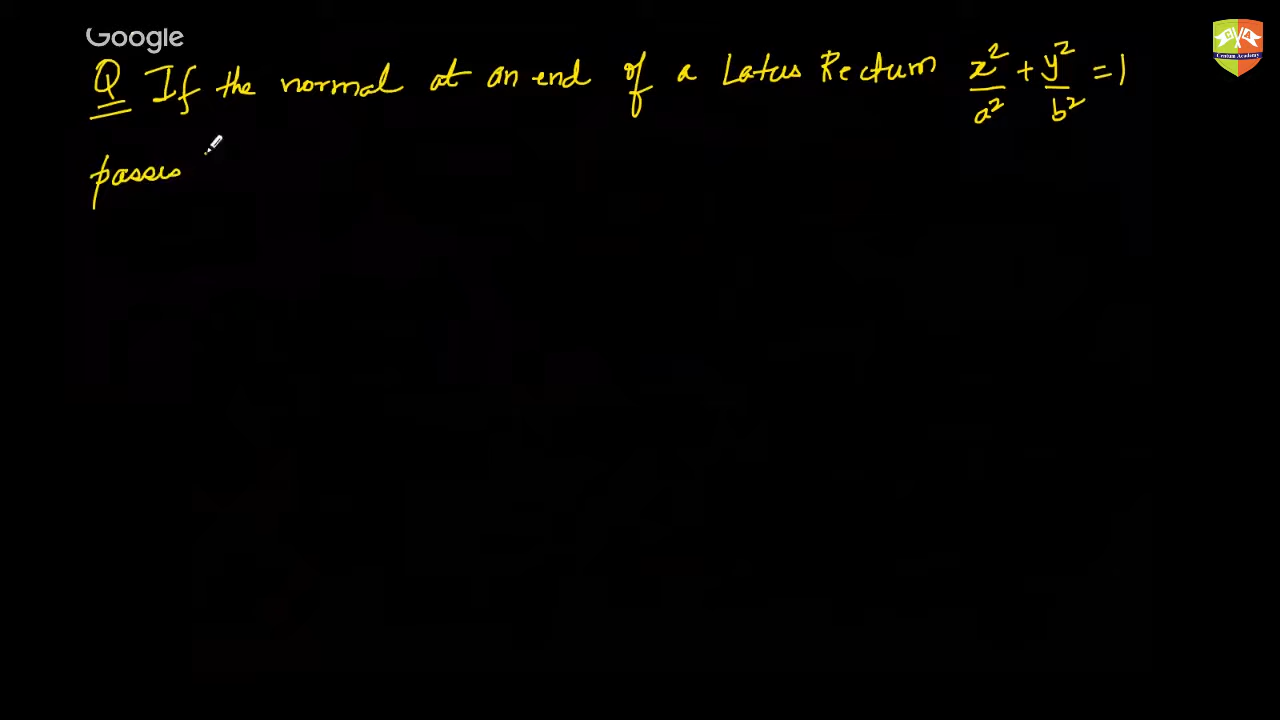 Google
Q If the normal at an end of a Latus Rectum x²/a² + y²/b² = 1
passes